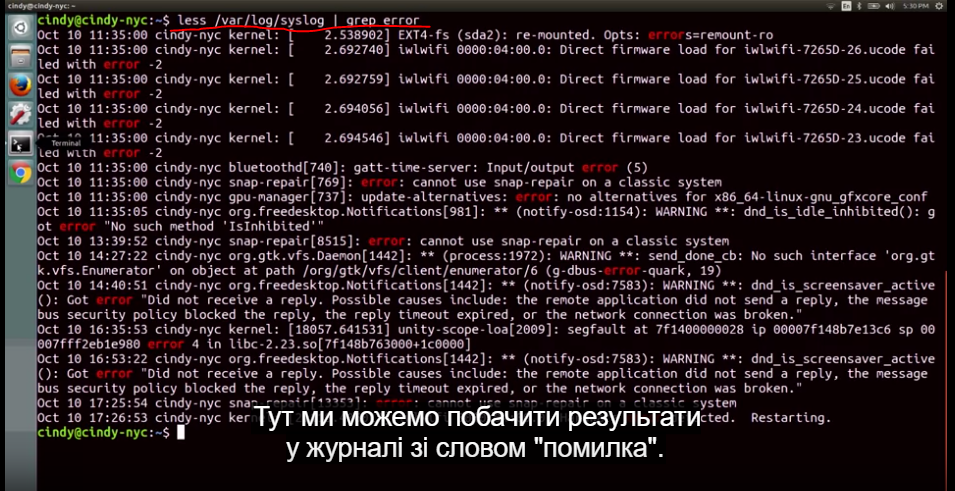 cindy@cindy-nyc: ~
En
5:30 PM
cindy@cindy-nyc:~$ less /var/log/syslog | grep error
Oct 10 11:35:00 cindy-nyc kernel: [    2.538902] EXT4-fs (sda2): re-mounted. Opts: errors=remount-ro
Oct 10 11:35:00 cindy-nyc kernel: [    2.692740] iwlwifi 0000:04:00.0: Direct firmware load for iwlwifi-7265D-26.ucode fai
led with error -2
Oct 10 11:35:00 cindy-nyc kernel: [    2.692759] iwlwifi 0000:04:00.0: Direct firmware load for iwlwifi-7265D-25.ucode fai
led with error -2
Oct 10 11:35:00 cindy-nyc kernel: [    2.694056] iwlwifi 0000:04:00.0: Direct firmware load for iwlwifi-7265D-24.ucode fai
led with error -2
Oct 10 11:35:00 cindy-nyc kernel: [    2.694546] iwlwifi 0000:04:00.0: Direct firmware load for iwlwifi-7265D-23.ucode fai
Terminal
led with error -2
Oct 10 11:35:00 cindy-nyc bluetoothd[740]: gatt-time-server: Input/output error (5)
Oct 10 11:35:00 cindy-nyc snap-repair[769]: error: cannot use snap-repair on a classic system
Oct 10 11:35:00 cindy-nyc gpu-manager[737]: update-alternatives: error: no alternatives for x86_64-linux-gnu_gfxcore_conf
Oct 10 11:35:05 cindy-nyc org.freedesktop.Notifications[981]: ** (notify-osd:1154): WARNING **: dnd_is_idle_inhibited(): g
ot error "No such method 'IsInhibited'"
Oct 10 13:39:52 cindy-nyc snap-repair[8515]: error: cannot use snap-repair on a classic system
Oct 10 14:27:22 cindy-nyc org.gtk.vfs.Daemon[1442]: ** (process:1972): WARNING **: send_done_cb: No such interface 'org.gt
k.vfs.Enumerator' on object at path /org/gtk/vfs/client/enumerator/6 (g-dbus-error-quark, 19)
Oct 10 14:40:51 cindy-nyc org.freedesktop.Notifications[1442]: ** (notify-osd:7583): WARNING **: dnd_is_screensaver_active
(): Got error "Did not receive a reply. Possible causes include: the remote application did not send a reply, the message
bus security policy blocked the reply, the reply timeout expired, or the network connection was broken."
Oct 10 16:35:53 cindy-nyc kernel: [18057.641531] unity-scope-loa[2009]: segfault at 7f1400000028 ip 00007f148b7e13c6 sp 00
007fff2eb1e980 error 4 in libc-2.23.so[7f148b763000+1c0000]
Oct 10 16:53:22 cindy-nyc org.freedesktop.Notifications[1442]: ** (notify-osd:7583): WARNING **: dnd_is_screensaver_active
(): Got error "Did not receive a reply. Possible causes include: the remote application did not send a reply, the message
bus security policy blocked the reply, the reply timeout expired, or the network connection was broken."
Oct 10 17:25:54 cindy-nyc snap-repair[13353]: error: cannot use snap-repair on a classic system
Oct 10 17:26:53 cindy-nyc Restarting.
cindy@cindy-nyc:~$
Тут ми можемо побачити результати
у журналі зі словом "помилка".